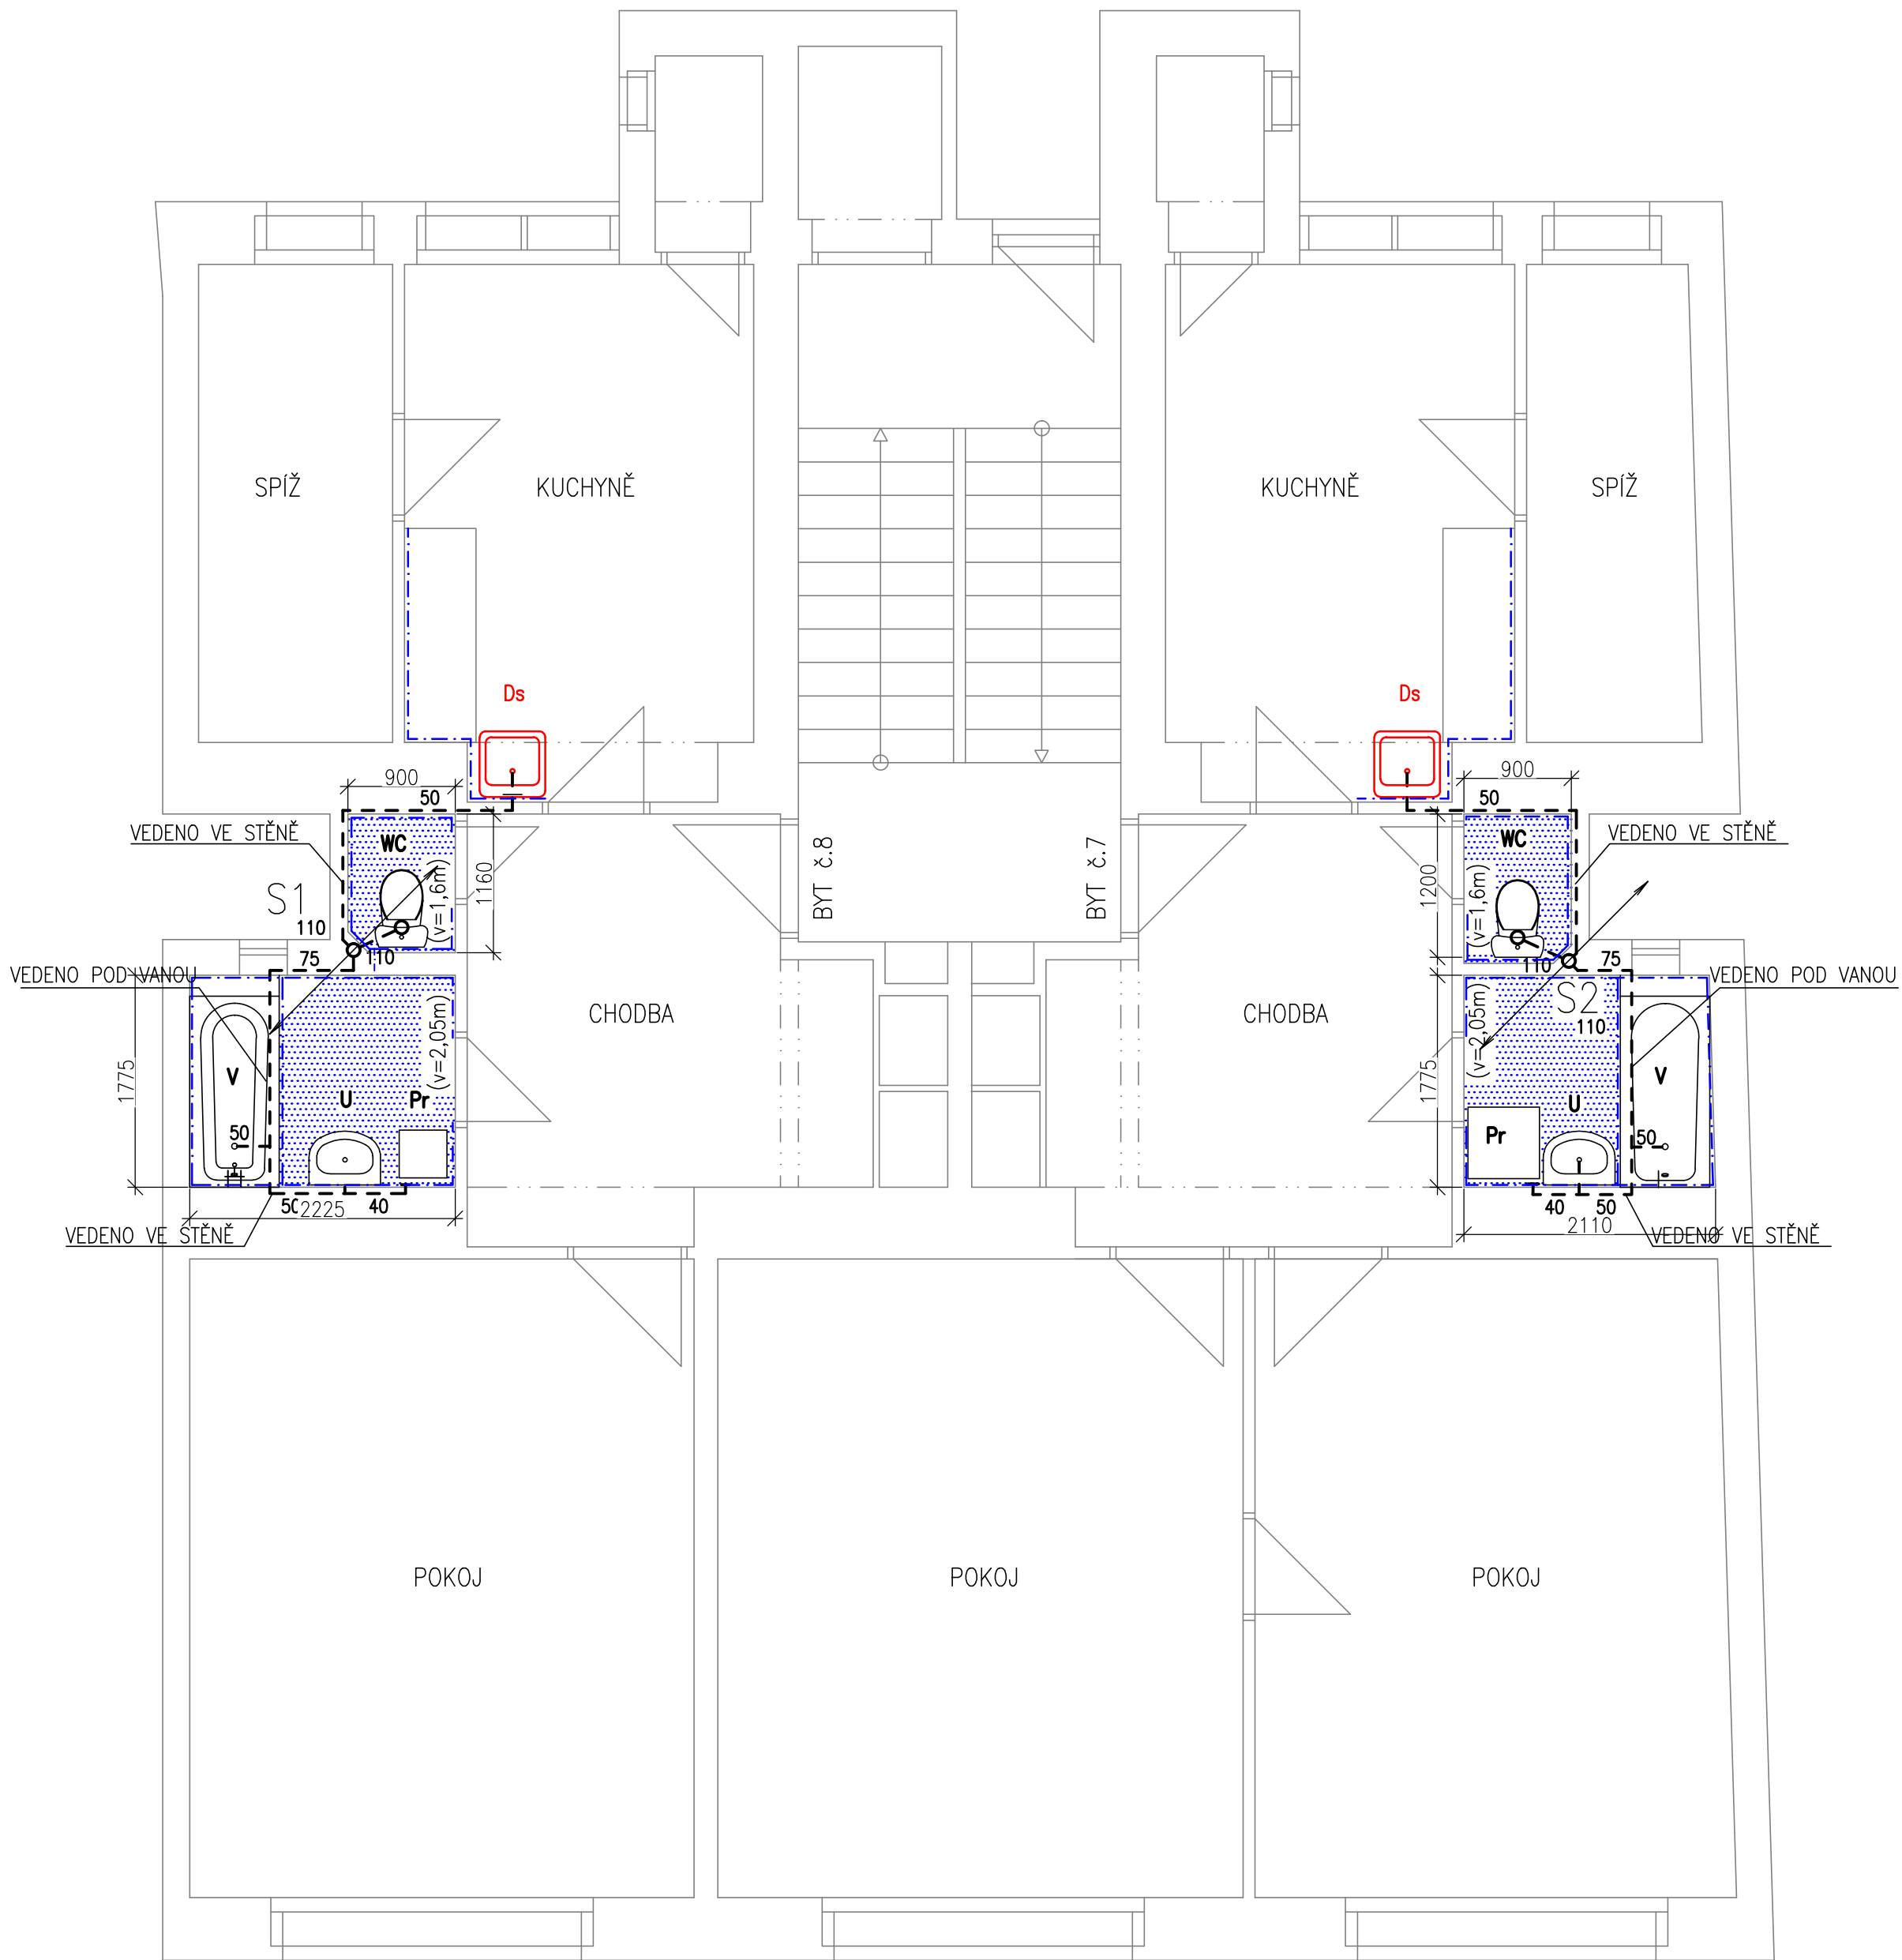 SPÍŽ
KUCHYNĚ
KUCHYNĚ
SPÍŽ
Ds
Ds
900
50
50
900
VEDENO VE STĚNĚ
WC
BYT č.8
BYT č.7
WC
VEDENO VE STĚNĚ
1160
1200
(v=1,6m)
(v=1,6m)
S1
110
75
110
110
75
VEDENO POD VANOU
VEDENO POD VANOU
S2
110
CHODBA
CHODBA
(v=2,05m)
(v=2,05m)
1775
1775
V
U
Pr
U
V
50
Pr
50
50
2225
40
40
50
VEDENO VE STĚNĚ
2110
VEDENO VE STĚNĚ
POKOJ
POKOJ
POKOJ